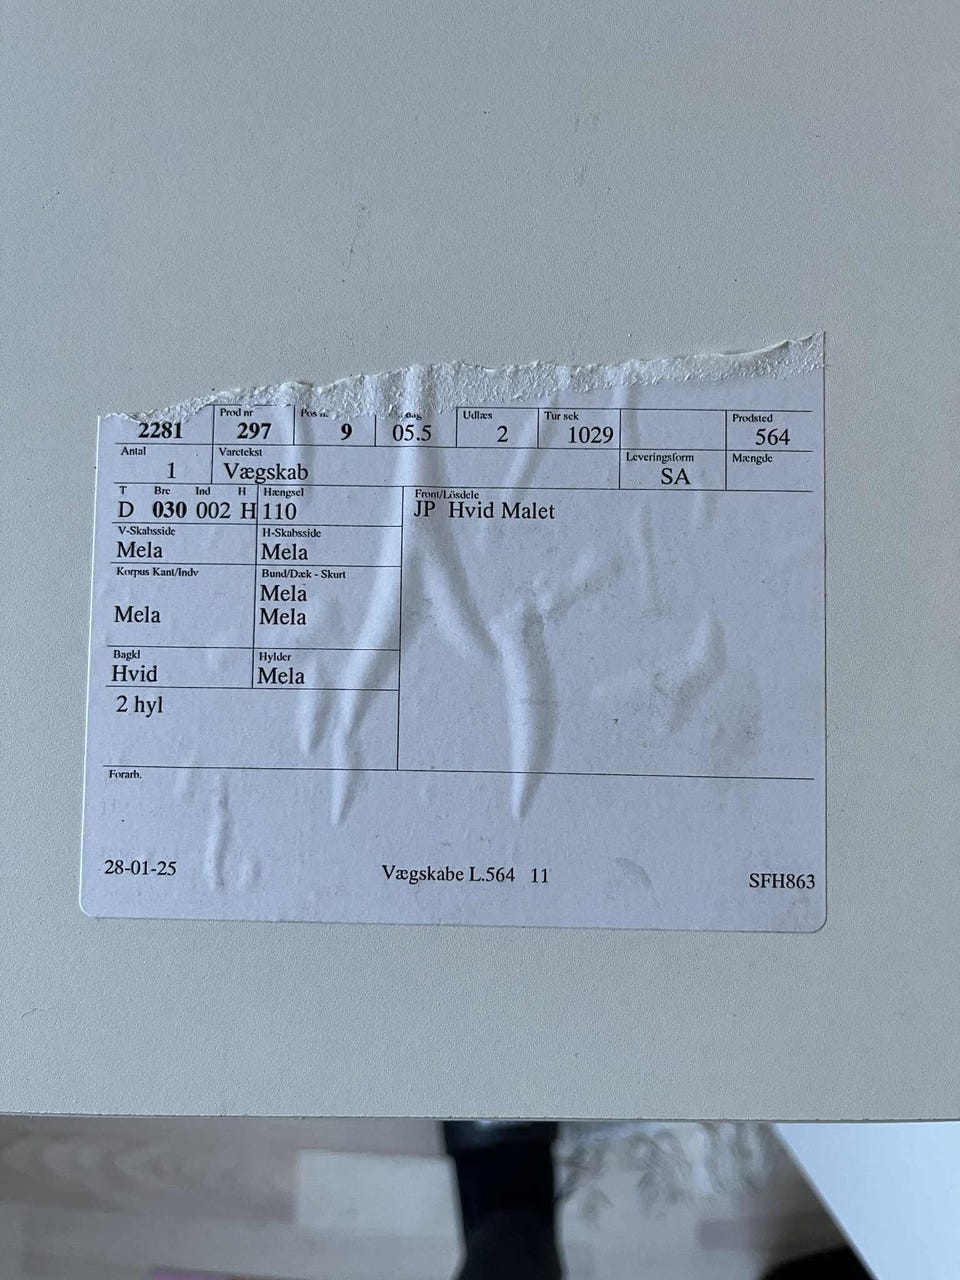 Prod nr Udlæs Tur sek Prodsted
2281 297 9 05.5 2 1029 564
Antal Varetekst Leveringsform Mængde
1 Vægskab SA
T Bre Ind H Hængsel Front/Lösdele
D 030 002 H 110 JP Hvid Malet
V-Skabsside H-Skabsside
Mela Mela
Korpus Kant/Indv Bund/Dæk - Skurt
Mela
Mela Mela
Bagkl Hylder
Hvid Mela
2 hyl
Forarb.
28-01-25 Vægskabe L.564 11 SFH863